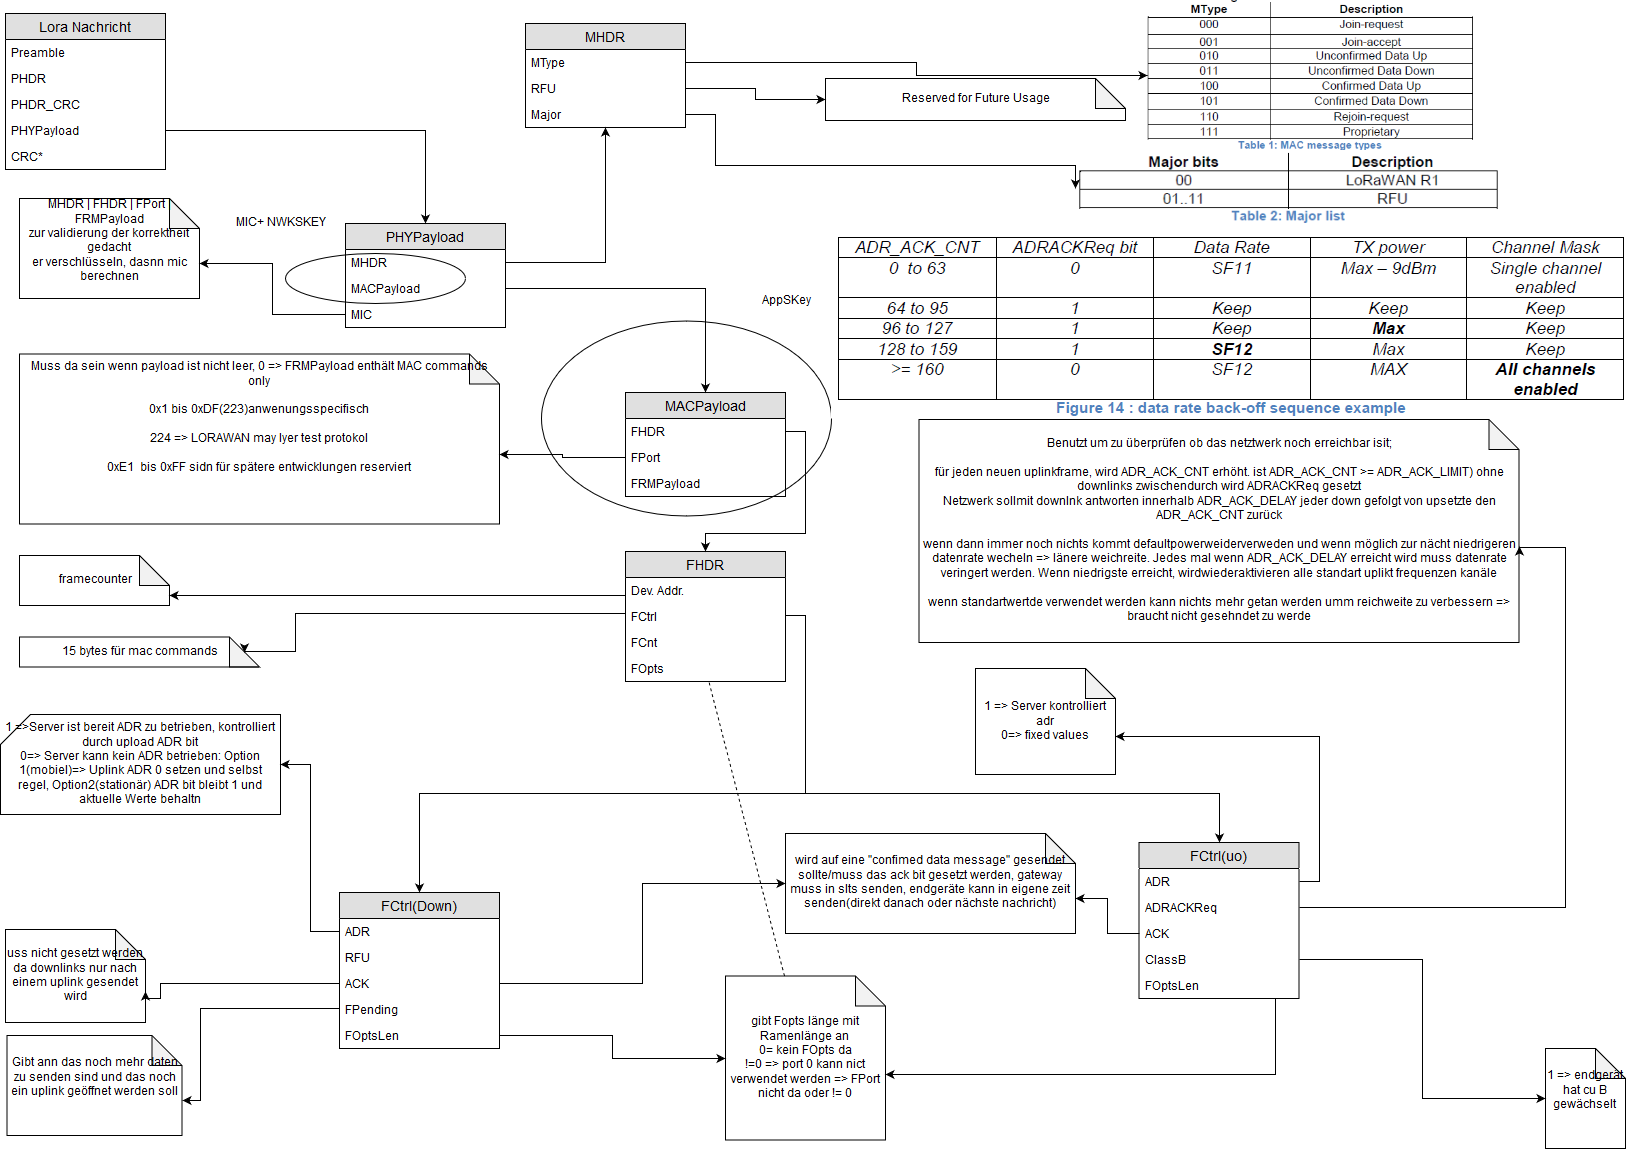 Lora Nachricht
Preamble
PHDR
PHDR_CRC
PHYPayload
CRC*
MHDR
MType
RFU
Major
Reserved for Future Usage
MType Description
000 Join-request
001 Join-accept
010 Unconfirmed Data Up
011 Unconfirmed Data Down
100 Confirmed Data Up
101 Confirmed Data Down
110 Rejoin-request
111 Proprietary
Table 1: MAC message types
Major bits Description
00 LoRaWAN R1
01..11 RFU
Table 2: Major list
MHDR | FHDR | FPort
FRMPayload
zur validierung der korrektheit
gedacht
er verschlüsseln, dasnn mic
berechnen
MIC+ NWKSKEY
PHYPayload
MHDR
MACPayload
MIC
AppSKey
ADR_ACK_CNT ADRACKReq bit Data Rate TX power Channel Mask
0 to 63 0 SF11 Max – 9dBm Single channel
enabled
64 to 95 1 Keep Keep Keep
96 to 127 1 Keep Max Keep
128 to 159 1 SF12 Max Keep
>= 160 0 SF12 MAX All channels
enabled
Figure 14 : data rate back-off sequence example
Muss da sein wenn payload ist nicht leer, 0 => FRMPayload enthält MAC commands
only
0x1 bis 0xDF(223)anwenungsspecifisch
224 => LORAWAN may lyer test protokol
0xE1 bis 0xFF sidn für spätere entwicklungen reserviert
MACPayload
FHDR
FPort
FRMPayload
Benutzt um zu überprüfen ob das netztwerk noch erreichbar isit;
für jeden neuen uplinkframe, wird ADR_ACK_CNT erhöht. ist ADR_ACK_CNT >= ADR_ACK_LIMIT) ohne
downlinks zwischendurch wird ADRACKReq gesetzt
Netzwerk sollmit downlnk antworten innerhalb ADR_ACK_DELAY jeder down gefolgt von upsetzte den
ADR_ACK_CNT zurück
wenn dann immer noch nichts kommt defaultpowerweiderverweden und wenn möglich zur nächt niedrigeren
datenrate wecheln => länere weichreite. Jedes mal wenn ADR_ACK_DELAY erreicht wird muss datenrate
veringert werden. Wenn niedrigste erreicht, wirdwiederaktivieren alle standart uplikt frequenzen kanäle
wenn standartwertde verwendet werden kann nichts mehr getan werden umm reichweite zu verbessern =>
braucht nicht gesehndet zu werde
framecounter
15 bytes für mac commands
FHDR
Dev. Addr.
FCtrl
FCnt
FOpts
1 => Server kontrolliert
adr
0=> fixed values
1 =>Server ist bereit ADR zu betrieben, kontrolliert
durch upload ADR bit
0=> Server kann kein ADR betrieben: Option
1(mobiel)=> Uplink ADR 0 setzen und selbst
regel, Option2(stationär) ADR bit bleibt 1 und
aktuelle Werte behaltn
wird auf eine "confimed data message" gesendet
sollte/muss das ack bit gesetzt werden, gateway
muss in slts senden, endgeräte kann in eigene zeit
senden(direkt danach oder nächste nachricht)
FCtrl(uo)
ADR
ADRACKReq
ACK
ClassB
FOptsLen
FCtrl(Down)
ADR
RFU
ACK
FPending
FOptsLen
uss nicht gesetzt werden
da downlinks nur nach
einem uplink gesendet
wird
Gibt ann das noch mehr daten
zu senden sind und das noch
ein uplink geöffnet werden soll
gibt Fopts länge mit
Ramenlänge an
0= kein FOpts da
!=0 => port 0 kann nict
verwendet werden => FPort
nicht da oder != 0
1 => endgerät
hat cu B
gewächselt